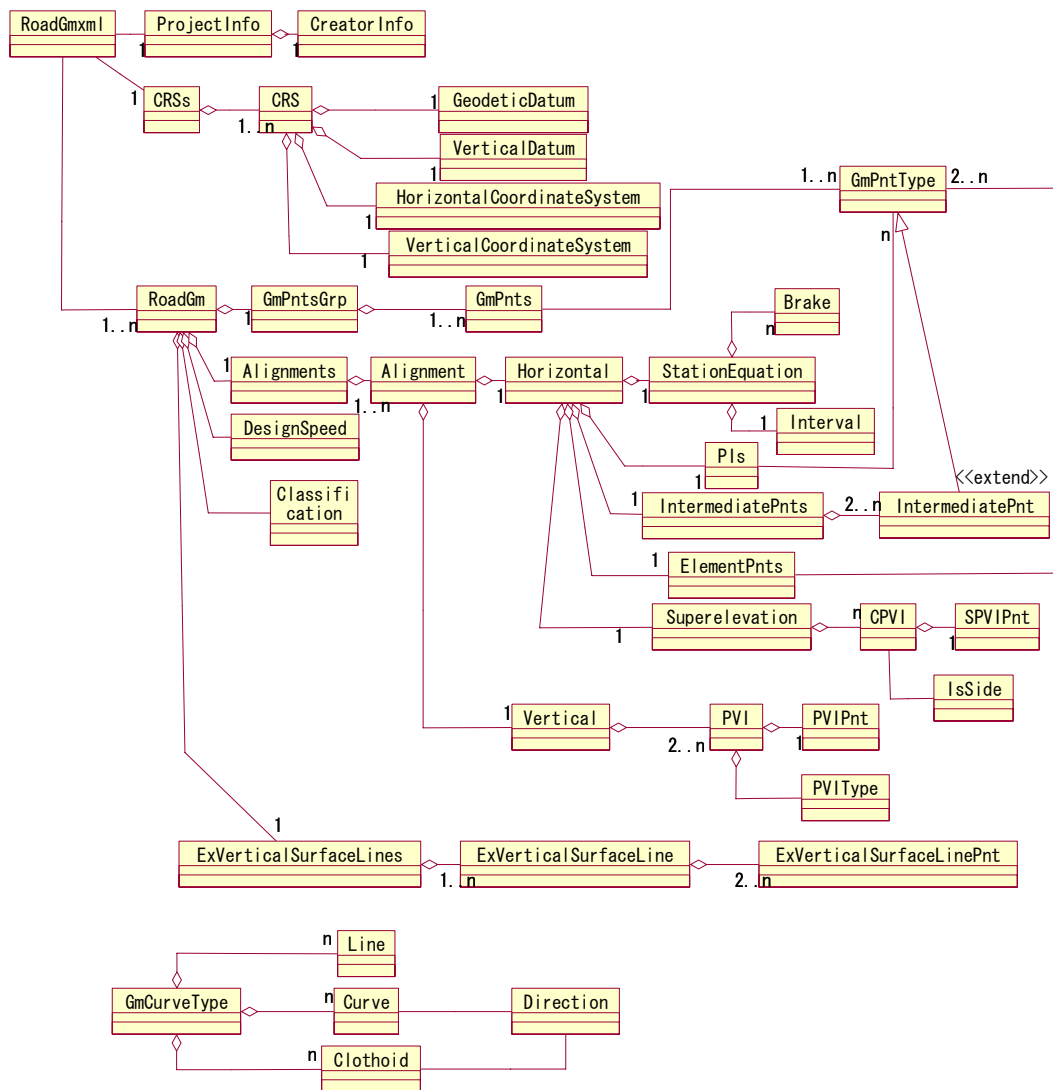 RoadGmxml
ProjectInfo
CreatorInfo
1
1
1
CRSs
CRS
1..n
1
GeodeticDatum
VerticalDatum
1
HorizontalCoordinateSystem
1
VerticalCoordinateSystem
1
1..n
GmPntType
2..n
n
RoadGm
1..n
GmPntsGrp
1
GmPnts
1..n
Brake
n
1
Alignments
Alignment
1..n
Horizontal
1
StationEquation
1
Interval
1
DesignSpeed
PIs
1
<<extend>>
Classifi
cation
1
IntermediatePnts
2..n
IntermediatePnt
1
ElementPnts
Superelevation
1
n
CPVI
SPVIPnt
1
IsSide
1
Vertical
PVI
2..n
PVIPnt
1
PVIType
1
ExVerticalSurfaceLines
ExVerticalSurfaceLine
1..n
ExVerticalSurfaceLinePnt
2..n
n
Line
GmCurveType
n
Curve
Direction
n
Clothoid